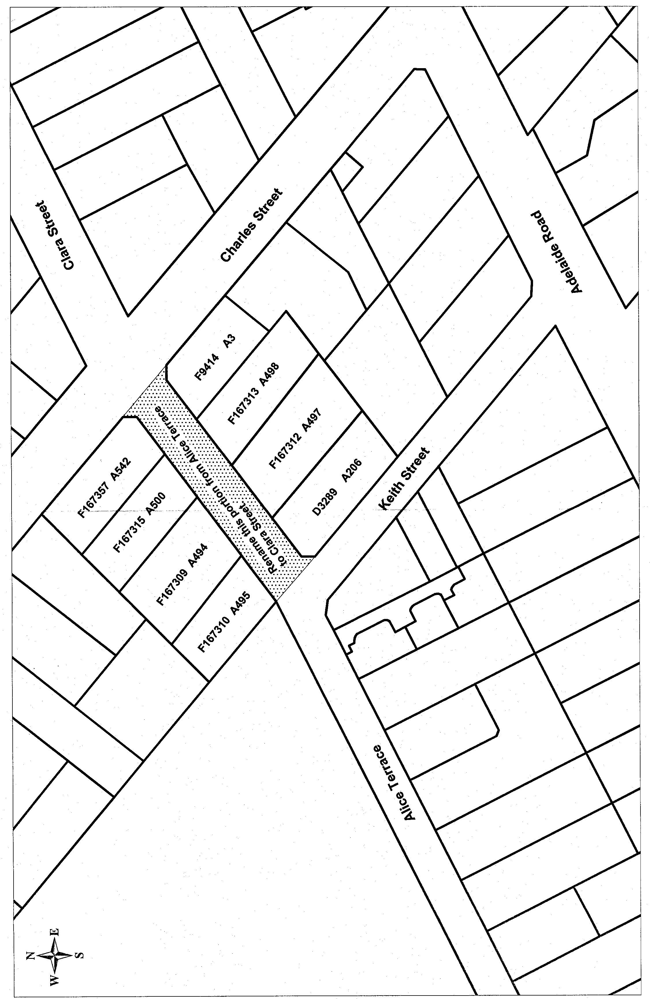 Clara Street
Charles Street
Adelaide Road
F9414 A3
F167313 A498
F167312 A497
D3289 A206
Keith Street
Rename this portion from Alice Terrace
to Clara Street.
F167357 A542
F167315 A500
F167309 A494
F167310 A495
Alice Terrace
N
E
S
W